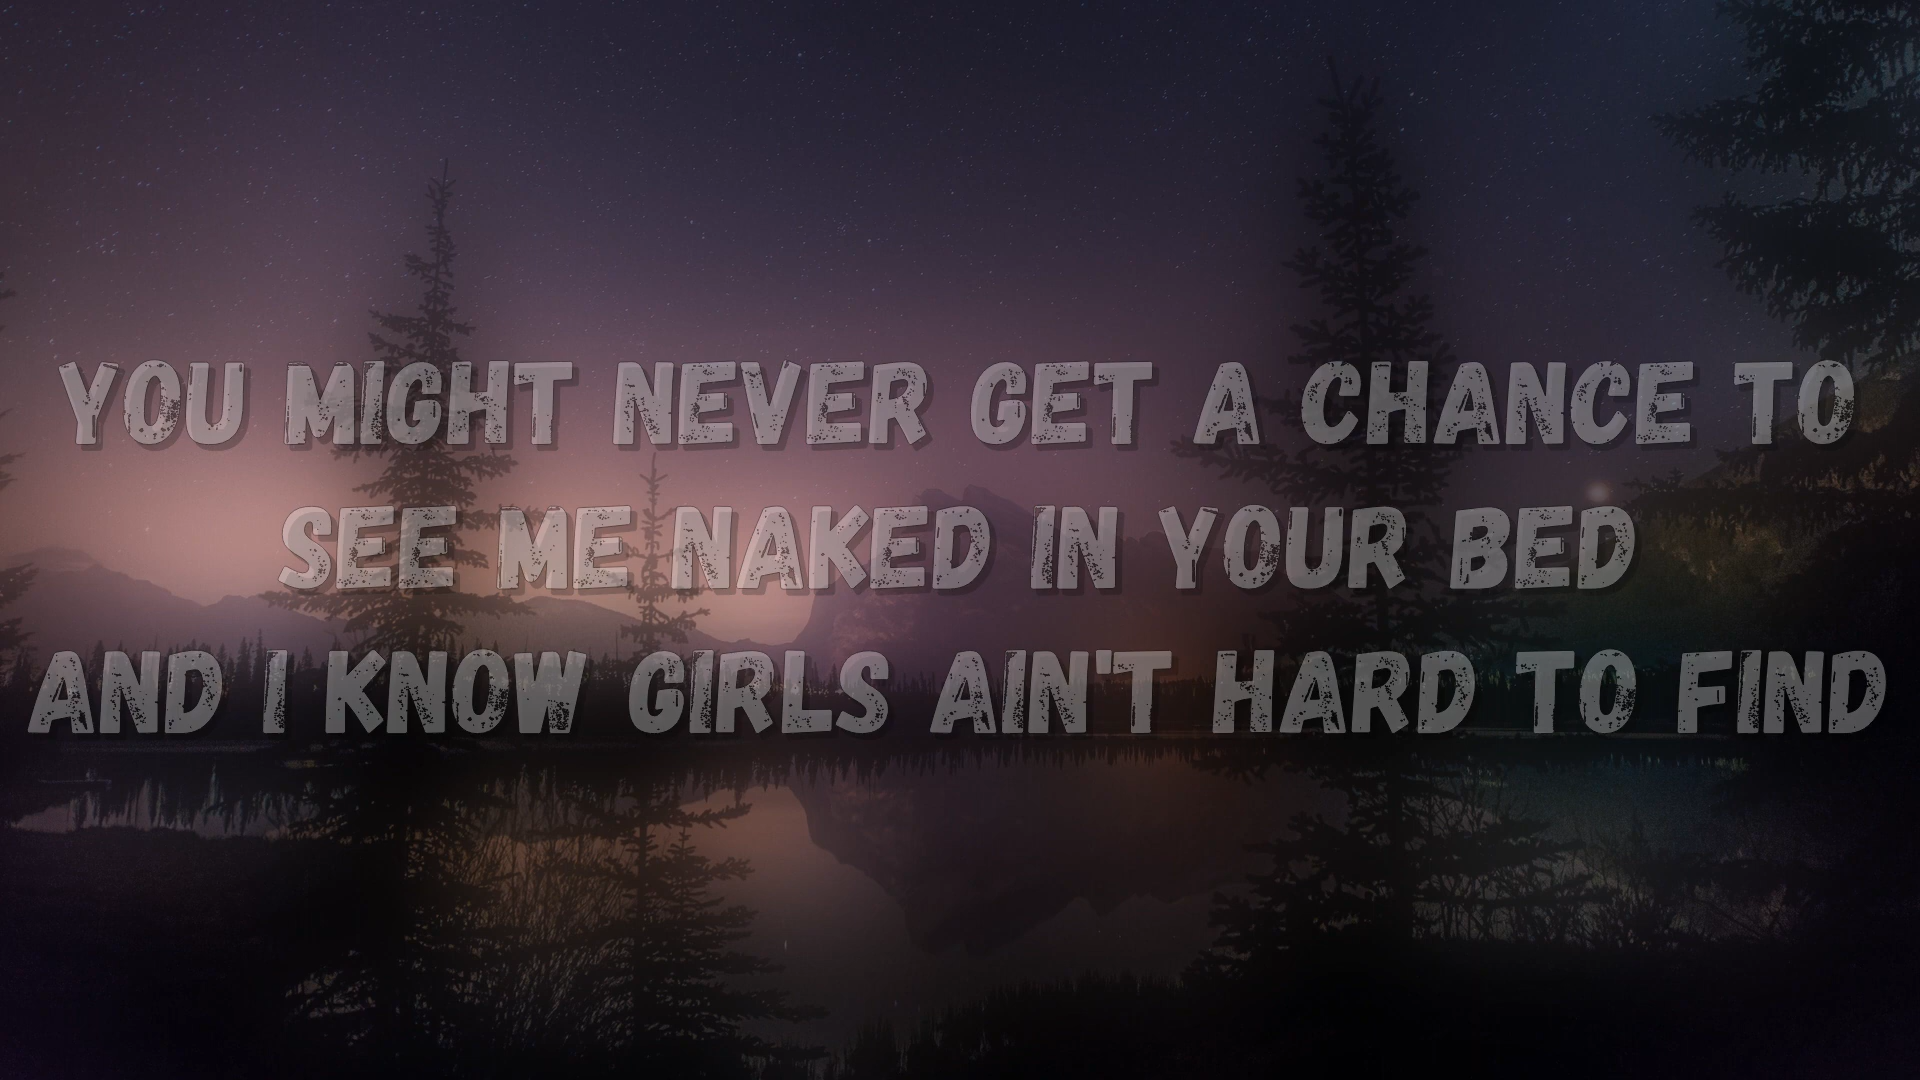 YOU MIGHT NEVER GET A CHANCE TO
SEE ME NAKED IN YOUR BED
AND I KNOW GIRLS AIN'T HARD TO FIND